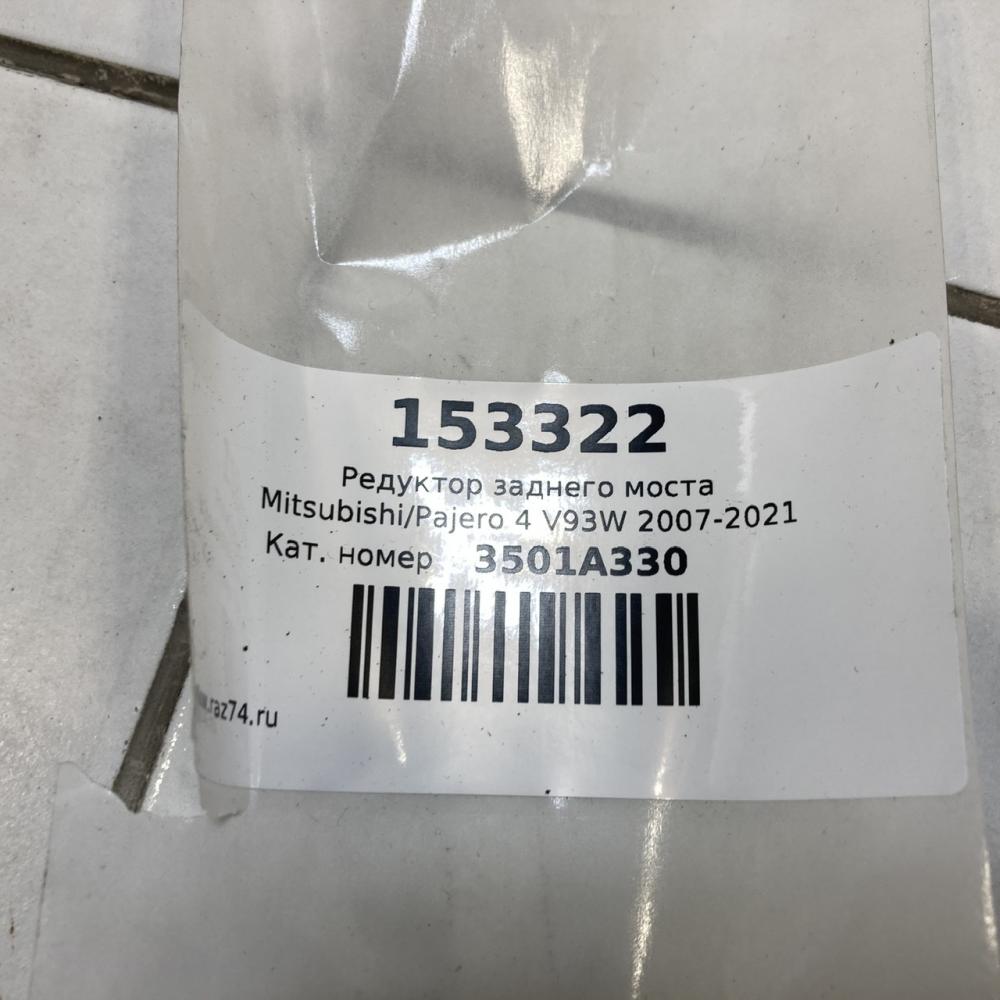 153322
Редуктор заднего моста
Mitsubishi/Pajero 4 V93W 2007-2021
Кат. номер 3501A330
.raz74.ru